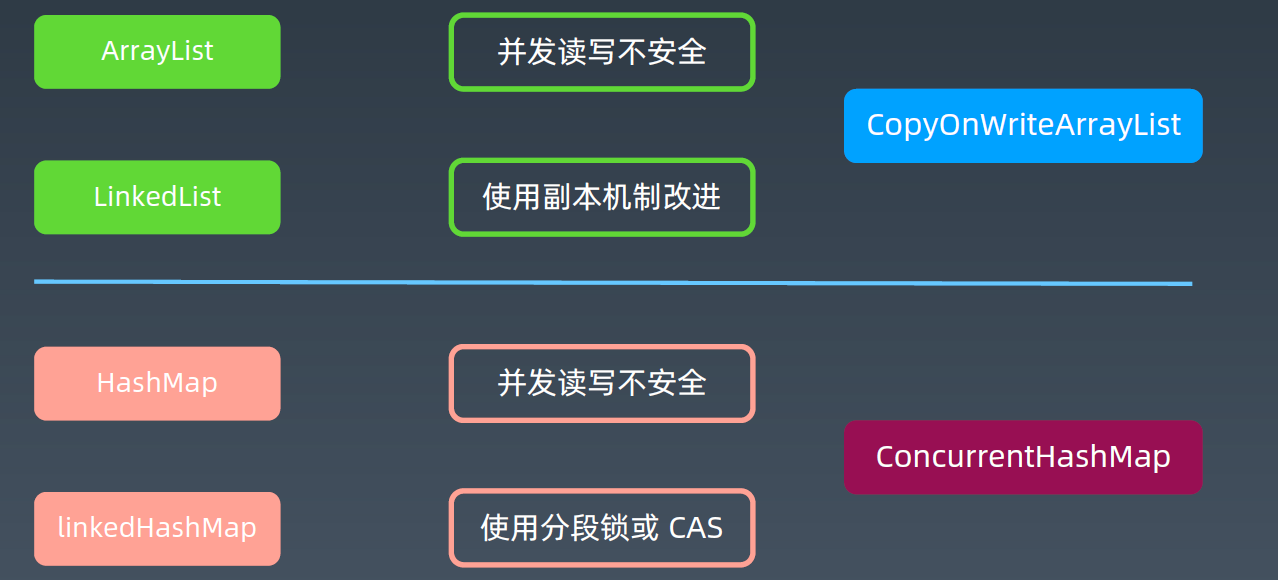 ArrayList
并发读写不安全
CopyOnWriteArrayList
LinkedList
使用副本机制改进
HashMap
并发读写不安全
ConcurrentHashMap
linkedHashMap
使用分段锁或 CAS